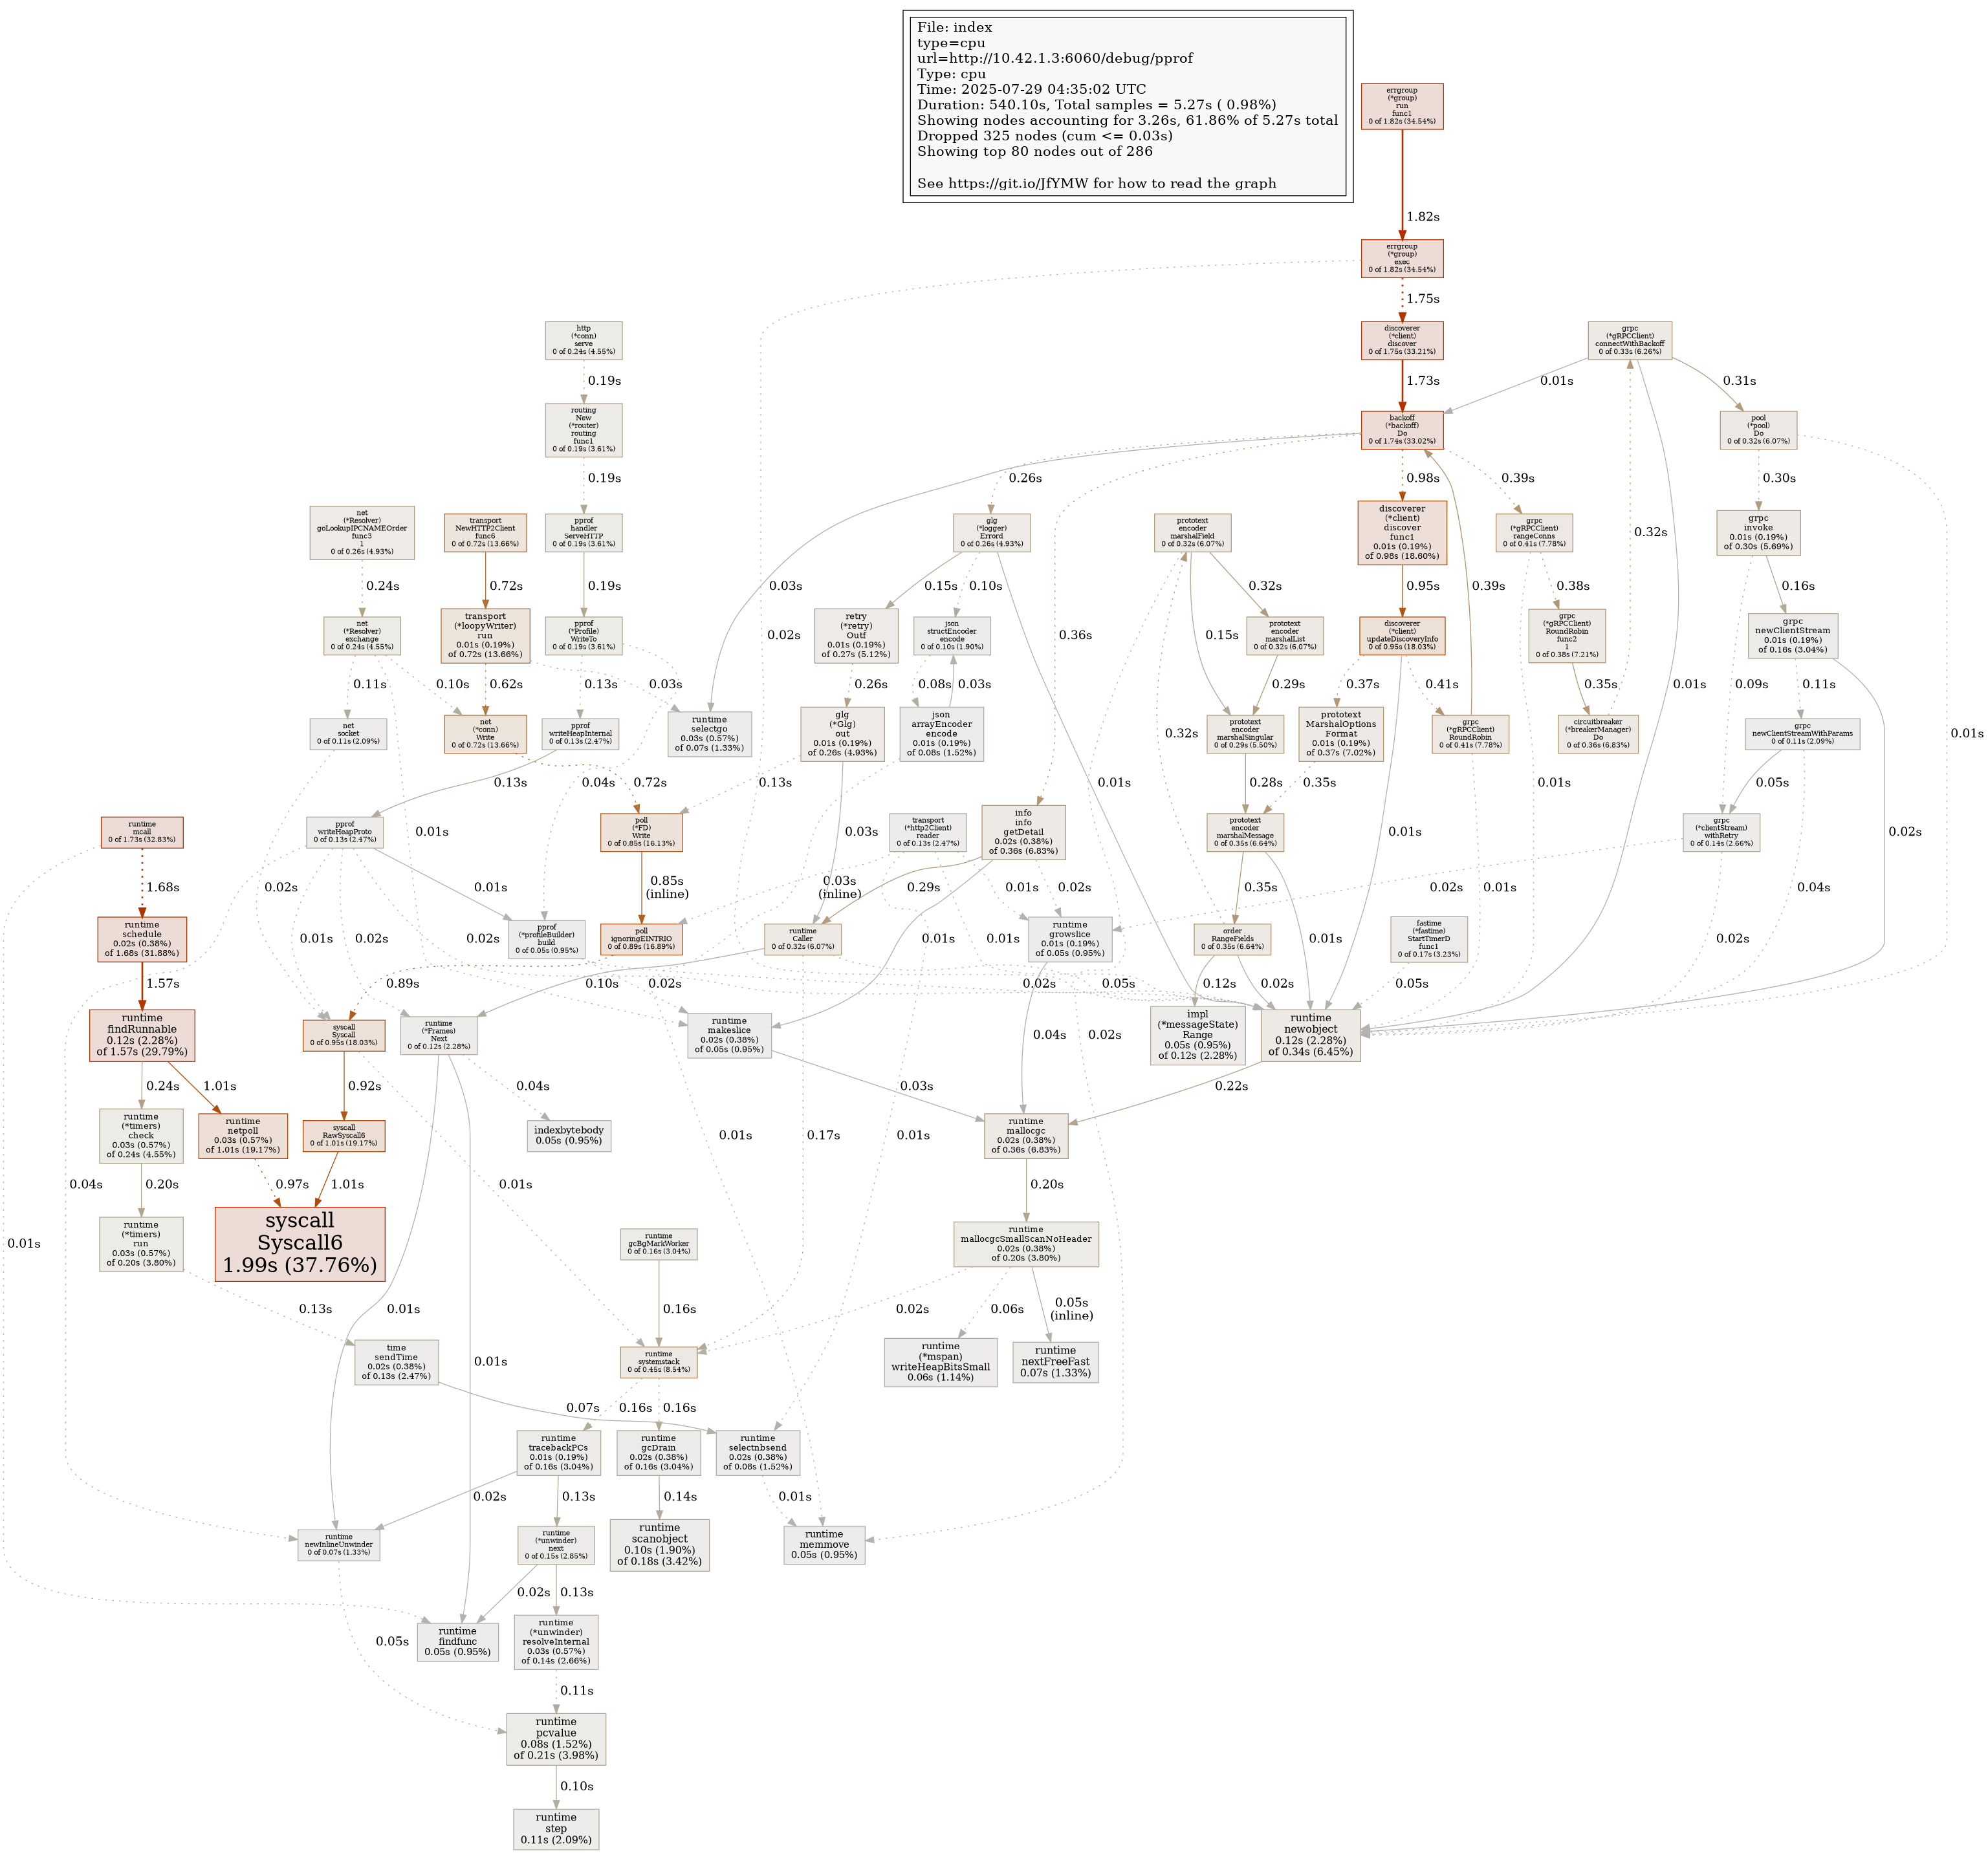 File: index
type=cpu
url=http://10.42.1.3:6060/debug/pprof
Type: cpu
Time: 2025-07-29 04:35:02 UTC
Duration: 540.10s, Total samples = 5.27s ( 0.98%)
Showing nodes accounting for 3.26s, 61.86% of 5.27s total
Dropped 325 nodes (cum <= 0.03s)
Showing top 80 nodes out of 286
See https://git.io/JfYMW for how to read the graph
errgroup
(*group)
run
func1
0 of 1.82s (34.54%)
1.82s
errgroup
(*group)
exec
0 of 1.82s (34.54%)
1.75s
http
(*conn)
serve
0 of 0.24s (4.55%)
discoverer
(*client)
discover
0 of 1.75s (33.21%)
grpc
(*gRPCClient)
connectWithBackoff
0 of 0.33s (6.26%)
0.19s
1.73s
0.01s
0.31s
routing
New
(*router)
routing
func1
0 of 0.19s (3.61%)
backoff
(*backoff)
Do
0 of 1.74s (33.02%)
pool
(*pool)
Do
0 of 0.32s (6.07%)
0.19s
0.26s
0.98s
0.39s
0.30s
net
(*Resolver)
goLookupIPCNAMEOrder
func3
1
0 of 0.26s (4.93%)
transport
NewHTTP2Client
func6
0 of 0.72s (13.66%)
pprof
handler
ServeHTTP
0 of 0.19s (3.61%)
glg
(*logger)
Errord
0 of 0.26s (4.93%)
prototext
encoder
marshalField
0 of 0.32s (6.07%)
discoverer
(*client)
discover
func1
0.01s (0.19%)
of 0.98s (18.60%)
grpc
(*gRPCClient)
rangeConns
0 of 0.41s (7.78%)
grpc
invoke
0.01s (0.19%)
of 0.30s (5.69%)
0.32s
0.24s
0.72s
0.19s
0.03s
0.15s
0.10s
0.32s
0.95s
0.39s
0.38s
0.16s
net
(*Resolver)
exchange
0 of 0.24s (4.55%)
transport
(*loopyWriter)
run
0.01s (0.19%)
of 0.72s (13.66%)
pprof
(*Profile)
WriteTo
0 of 0.19s (3.61%)
0.02s
retry
(*retry)
Outf
0.01s (0.19%)
of 0.27s (5.12%)
json
structEncoder
encode
0 of 0.10s (1.90%)
0.36s
0.15s
prototext
encoder
marshalList
0 of 0.32s (6.07%)
discoverer
(*client)
updateDiscoveryInfo
0 of 0.95s (18.03%)
grpc
(*gRPCClient)
RoundRobin
func2
1
0 of 0.38s (7.21%)
grpc
newClientStream
0.01s (0.19%)
of 0.16s (3.04%)
0.01s
0.11s
0.10s
0.62s
0.13s
0.03s
0.26s
0.08s
0.03s
0.29s
0.37s
0.41s
0.35s
0.09s
0.11s
0.01s
net
socket
0 of 0.11s (2.09%)
net
(*conn)
Write
0 of 0.72s (13.66%)
pprof
writeHeapInternal
0 of 0.13s (2.47%)
runtime
selectgo
0.03s (0.57%)
of 0.07s (1.33%)
glg
(*Glg)
out
0.01s (0.19%)
of 0.26s (4.93%)
json
arrayEncoder
encode
0.01s (0.19%)
of 0.08s (1.52%)
prototext
encoder
marshalSingular
0 of 0.29s (5.50%)
prototext
MarshalOptions
Format
0.01s (0.19%)
of 0.37s (7.02%)
grpc
(*gRPCClient)
RoundRobin
0 of 0.41s (7.78%)
circuitbreaker
(*breakerManager)
Do
0 of 0.36s (6.83%)
grpc
newClientStreamWithParams
0 of 0.11s (2.09%)
0.13s
0.04s
0.72s
0.13s
0.01s
0.32s
0.28s
0.35s
0.01s
0.05s
runtime
mcall
0 of 1.73s (32.83%)
pprof
writeHeapProto
0 of 0.13s (2.47%)
0.01s
poll
(*FD)
Write
0 of 0.85s (16.13%)
0.03s
transport
(*http2Client)
reader
0 of 0.13s (2.47%)
info
info
getDetail
0.02s (0.38%)
of 0.36s (6.83%)
prototext
encoder
marshalMessage
0 of 0.35s (6.64%)
0.01s
grpc
(*clientStream)
withRetry
0 of 0.14s (2.66%)
0.02s
1.68s
0.02s
0.01s
0.85s
(inline)
0.03s
(inline)
0.29s
0.01s
0.02s
0.35s
0.01s
0.02s
0.04s
runtime
schedule
0.02s (0.38%)
of 1.68s (31.88%)
0.01s
0.02s
0.02s
pprof
(*profileBuilder)
build
0 of 0.05s (0.95%)
poll
ignoringEINTRIO
0 of 0.89s (16.89%)
runtime
Caller
0 of 0.32s (6.07%)
0.01s
0.01s
runtime
growslice
0.01s (0.19%)
of 0.05s (0.95%)
order
RangeFields
0 of 0.35s (6.64%)
0.01s
fastime
(*fastime)
StartTimerD
func1
0 of 0.17s (3.23%)
0.02s
1.57s
0.89s
0.10s
0.02s
0.02s
0.05s
0.12s
0.02s
0.05s
runtime
findRunnable
0.12s (2.28%)
of 1.57s (29.79%)
syscall
Syscall
0 of 0.95s (18.03%)
runtime
(*Frames)
Next
0 of 0.12s (2.28%)
runtime
makeslice
0.02s (0.38%)
of 0.05s (0.95%)
0.04s
0.02s
impl
(*messageState)
Range
0.05s (0.95%)
of 0.12s (2.28%)
runtime
newobject
0.12s (2.28%)
of 0.34s (6.45%)
0.24s
1.01s
0.92s
0.04s
0.03s
0.22s
runtime
(*timers)
check
0.03s (0.57%)
of 0.24s (4.55%)
runtime
netpoll
0.03s (0.57%)
of 1.01s (19.17%)
syscall
RawSyscall6
0 of 1.01s (19.17%)
indexbytebody
0.05s (0.95%)
0.01s
0.17s
0.01s
runtime
mallocgc
0.02s (0.38%)
of 0.36s (6.83%)
0.04s
0.20s
0.97s
1.01s
0.01s
0.20s
0.01s
runtime
(*timers)
run
0.03s (0.57%)
of 0.20s (3.80%)
syscall
Syscall6
1.99s (37.76%)
runtime
gcBgMarkWorker
0 of 0.16s (3.04%)
runtime
mallocgcSmallScanNoHeader
0.02s (0.38%)
of 0.20s (3.80%)
0.13s
0.01s
0.16s
0.02s
0.06s
0.05s
(inline)
time
sendTime
0.02s (0.38%)
of 0.13s (2.47%)
0.01s
runtime
systemstack
0 of 0.45s (8.54%)
runtime
(*mspan)
writeHeapBitsSmall
0.06s (1.14%)
runtime
nextFreeFast
0.07s (1.33%)
0.07s
0.16s
0.16s
runtime
tracebackPCs
0.01s (0.19%)
of 0.16s (3.04%)
runtime
gcDrain
0.02s (0.38%)
of 0.16s (3.04%)
runtime
selectnbsend
0.02s (0.38%)
of 0.08s (1.52%)
0.02s
0.13s
0.14s
0.01s
runtime
newInlineUnwinder
0 of 0.07s (1.33%)
runtime
(*unwinder)
next
0 of 0.15s (2.85%)
runtime
scanobject
0.10s (1.90%)
of 0.18s (3.42%)
runtime
memmove
0.05s (0.95%)
0.02s
0.13s
0.05s
runtime
findfunc
0.05s (0.95%)
runtime
(*unwinder)
resolveInternal
0.03s (0.57%)
of 0.14s (2.66%)
0.11s
runtime
pcvalue
0.08s (1.52%)
of 0.21s (3.98%)
0.10s
runtime
step
0.11s (2.09%)